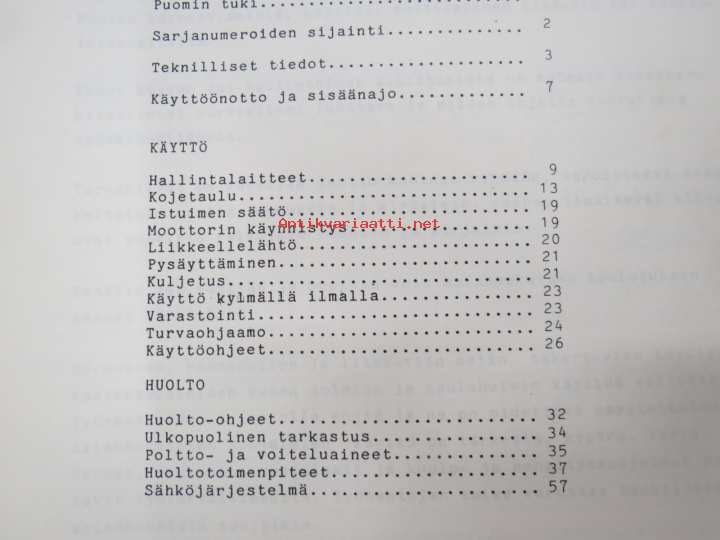 Puomin tuki
Sarjanumeroiden sijainti.............. 2
Teknilliset tiedot.................... 3
Käyttöönotto ja sisäänajo............. 7
KÄYTTÖ
Hallintalaitteet...................... 9
Kojetaulu............................. 13
Istuimen säätö........................ 19
Moottorin käynnistys.................. 19
Antikvariaatti.net
Liikkeellelähtö....................... 20
Pysäyttäminen......................... 21
Kuljetus.............................. 21
Käyttö kylmällä ilmalla............... 23
Varastointi........................... 23
Turvaohjaamo.......................... 24
Käyttöohjeet.......................... 26
HUOLTO
Huolto-ohjeet......................... 32
Ulkopuolinen tarkastus................ 34
Poltto- ja voiteluaineet.............. 35
Huoltotoimenpiteet.................... 37
Sähköjärjestelmä...................... 57